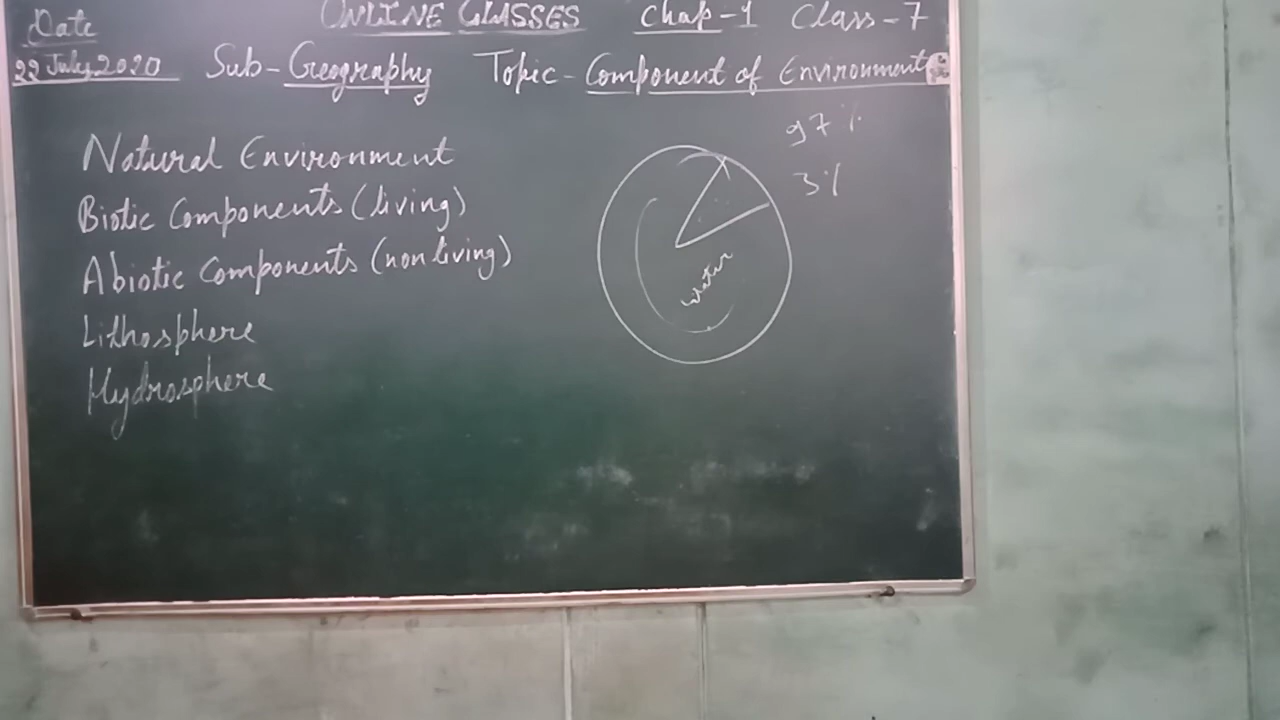 Date ONLINE CLASSES Chap-1 Class-7
22 July 2020 Sub-Geography Topic-Component of Environment
Natural Environment
Biotic Components (living)
Abiotic Components (non living)
Lithosphere
Hydrosphere
97%
3%
water